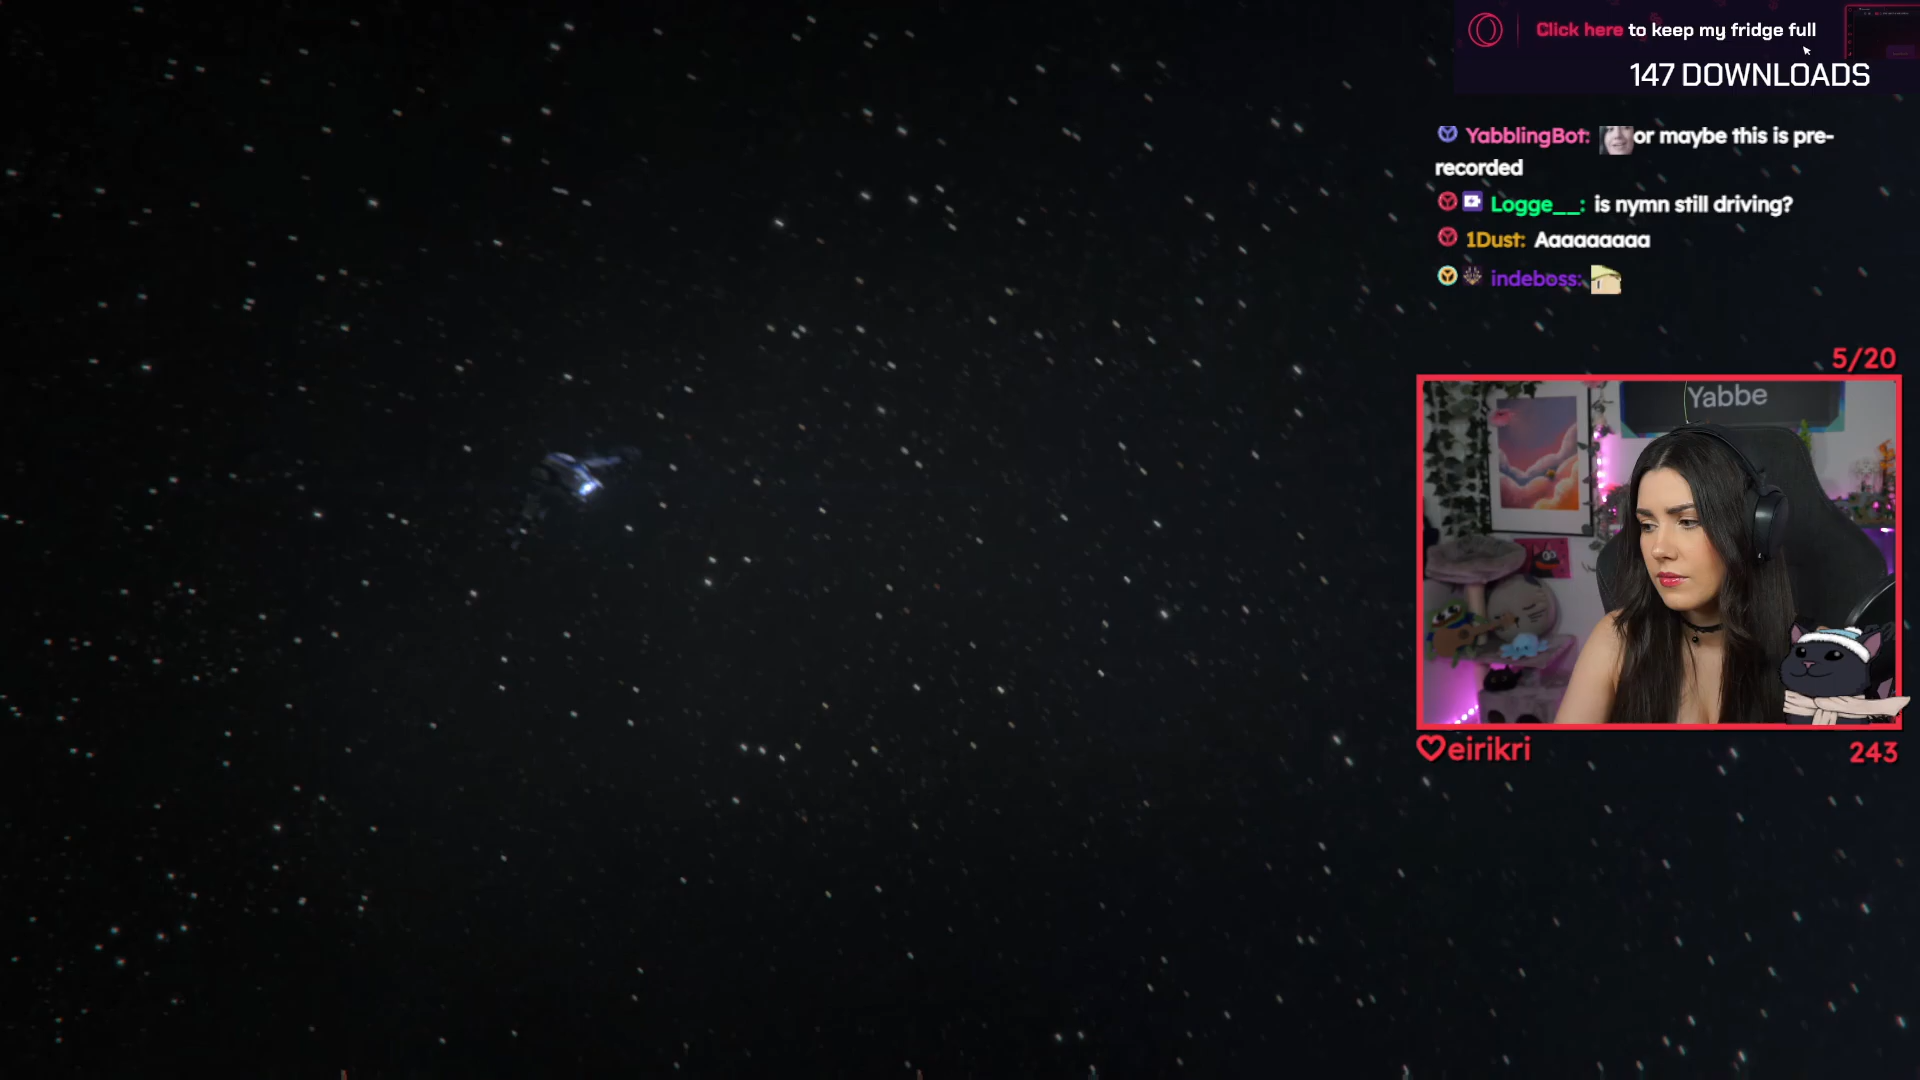 Click here to keep my fridge full
147 DOWNLOADS
YabblingBot: or maybe this is pre-
recorded
Logge__: is nymn still driving?
1Dust: Aaaaaaaaa
indeboss:
5/20
Yabbe
eirikri
243